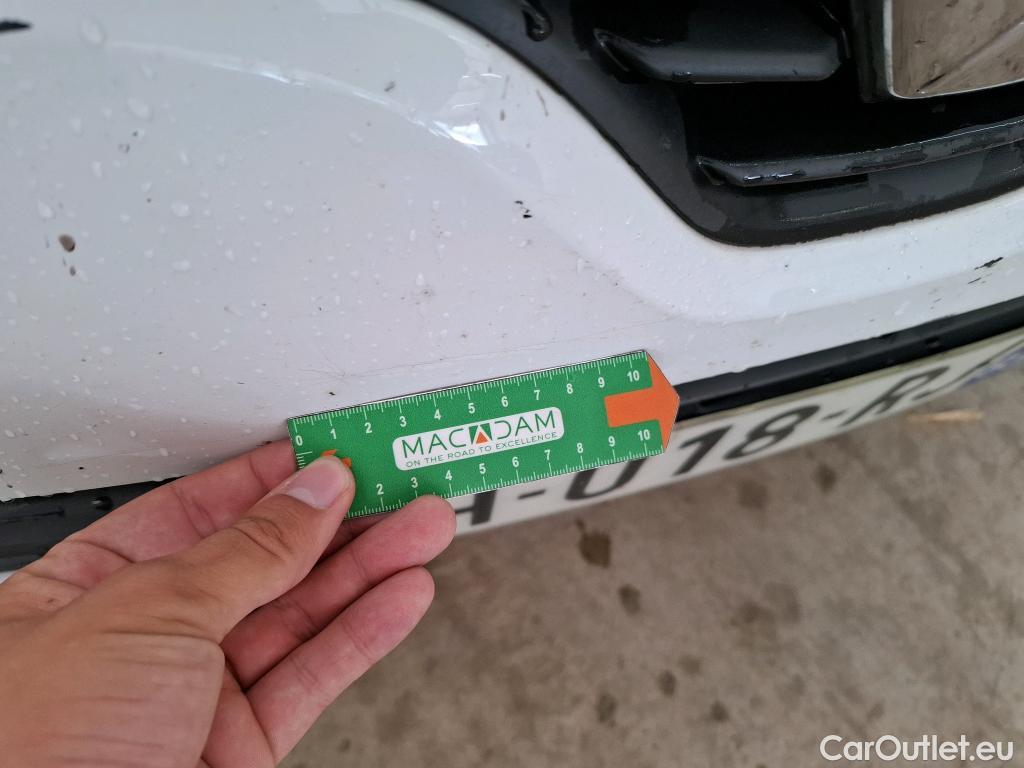 0 1 2 3 4 5 6 7 8 9 10
MACADAM
ON THE ROAD TO EXCELLENCE
2 3 4 5 6 7 8 9 10
CarOutlet.eu